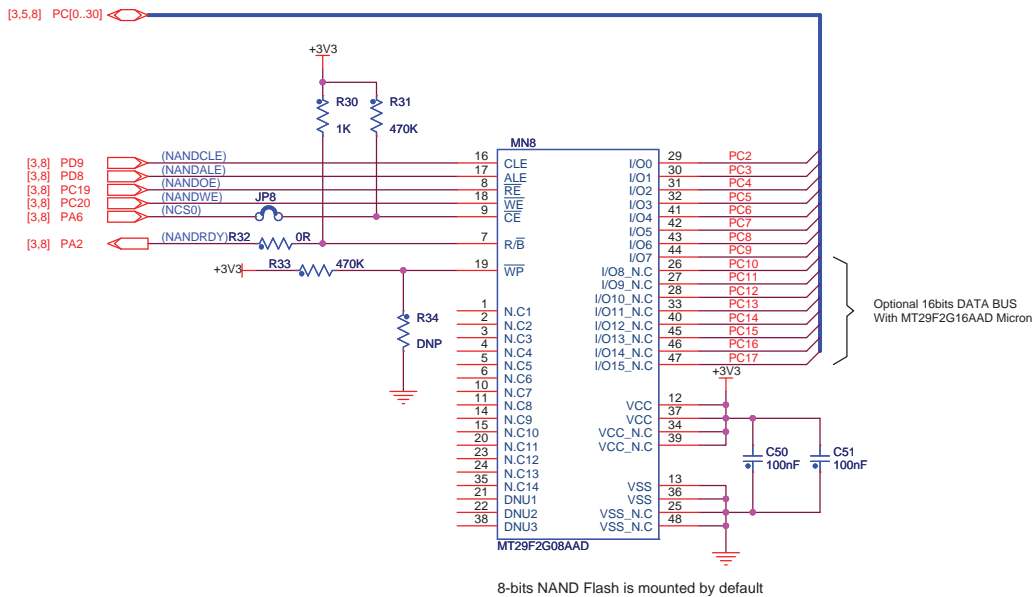 [3,5,8] PC[0..30]
+3V3
R30
1K
R31
470K
MN8
[3,8] PD9 (NANDCLE) 16 CLE
[3,8] PD8 (NANDALE) 17 ALE
[3,8] PC19 (NANDOE) 8 RE
[3,8] PC20 (NANDWE) 18 WE
[3,8] PA6 (NCS0) JP8 9 CE
[3,8] PA2 (NANDRDY) R32 0R 7 R/B
+3V3 R33 470K 19 WP
R34
DNP
1 N.C1
2 N.C2
3 N.C3
4 N.C4
5 N.C5
6 N.C6
10 N.C7
11 N.C8
14 N.C9
15 N.C10
20 N.C11
23 N.C12
24 N.C13
35 N.C14
21 DNU1
22 DNU2
38 DNU3
I/O0 29 PC2
I/O1 30 PC3
I/O2 31 PC4
I/O3 32 PC5
I/O4 41 PC6
I/O5 42 PC7
I/O6 43 PC8
I/O7 44 PC9
I/O8_N.C 26 PC10
I/O9_N.C 27 PC11
I/O10_N.C 28 PC12
I/O11_N.C 33 PC13
I/O12_N.C 40 PC14
I/O13_N.C 45 PC15
I/O14_N.C 46 PC16
I/O15_N.C 47 PC17
Optional 16bits DATA BUS
With MT29F2G16AAD Micron
+3V3
VCC 12
VCC 37
VCC_N.C 34
VCC_N.C 39
C50
100nF
C51
100nF
VSS 13
VSS 36
VSS_N.C 25
VSS_N.C 48
MT29F2G08AAD
8-bits NAND Flash is mounted by default